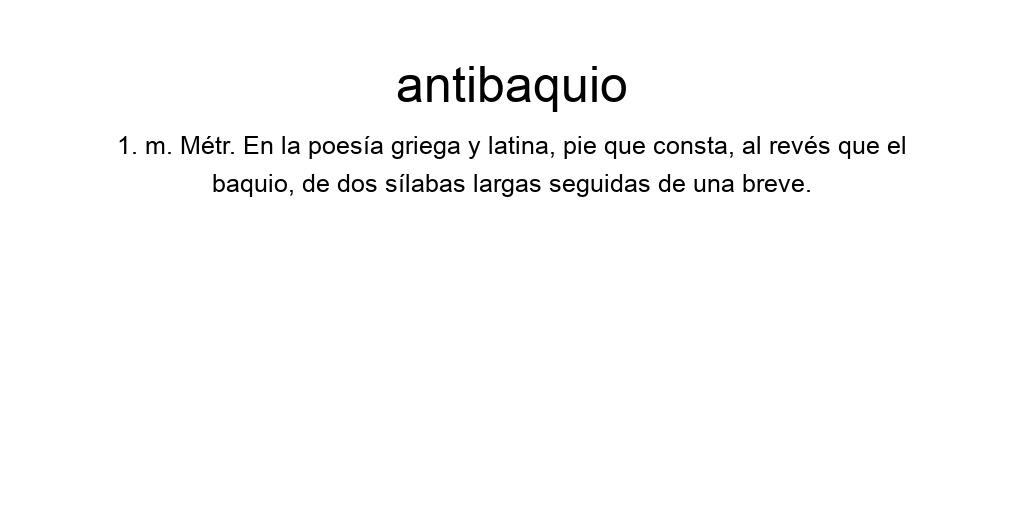 antibaquio
1. m. Métr. En la poesía griega y latina, pie que consta, al revés que el
baquio, de dos sílabas largas seguidas de una breve.